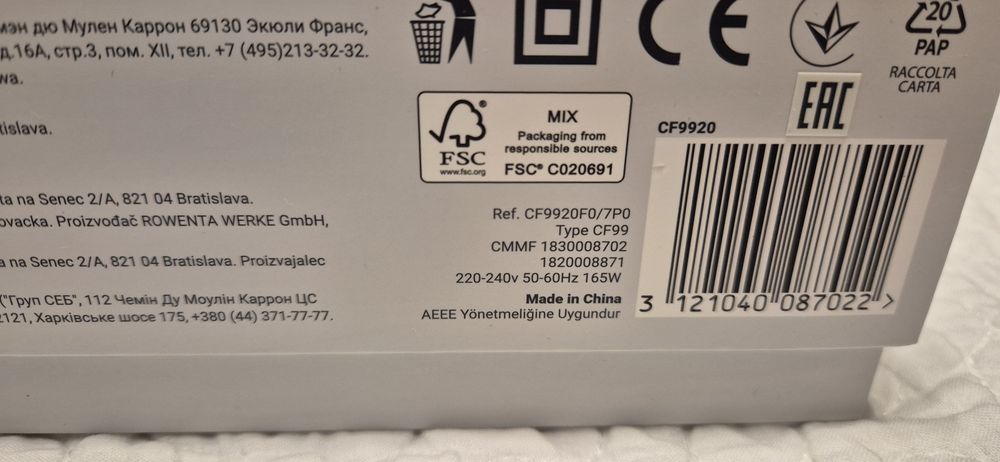 мэн дю Мулен Каррон 69130 Экюли Франс,
д.16А, стр.3, пом. XII, тел. +7 (495)213-32-32.
wa.
tislava.
ta na Senec 2/A, 821 04 Bratislava.
ovacka. Proizvođač ROWENTA WERKE GmbH,
a na Senec 2/A, 821 04 Bratislava. Proizvajalec
("Груп СЕБ", 112 Чемін Ду Моулін Каррон ЦС
2121, Харківське шосе 175, +380 (44) 371-77-77.
CE
20
PAP
RACCOLTA
CARTA
EAC
FSC
www.fsc.org
MIX
Packaging from
responsible sources
FSC® C020691
CF9920
Ref. CF9920F0/7P0
Type CF99
CMMF 1830008702
1820008871
220-240v 50-60Hz 165W
Made in China
AEEE Yönetmeliğine Uygundur
3 121040 087022 >